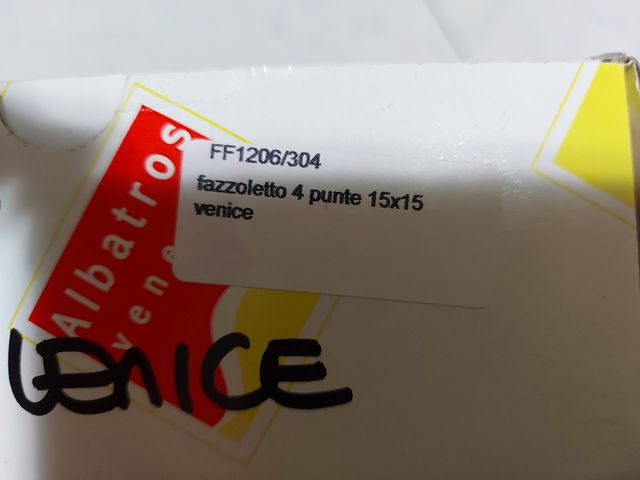 FF1206/304
fazzoletto 4 punte 15x15
venice
Albatros
vene
VENICE